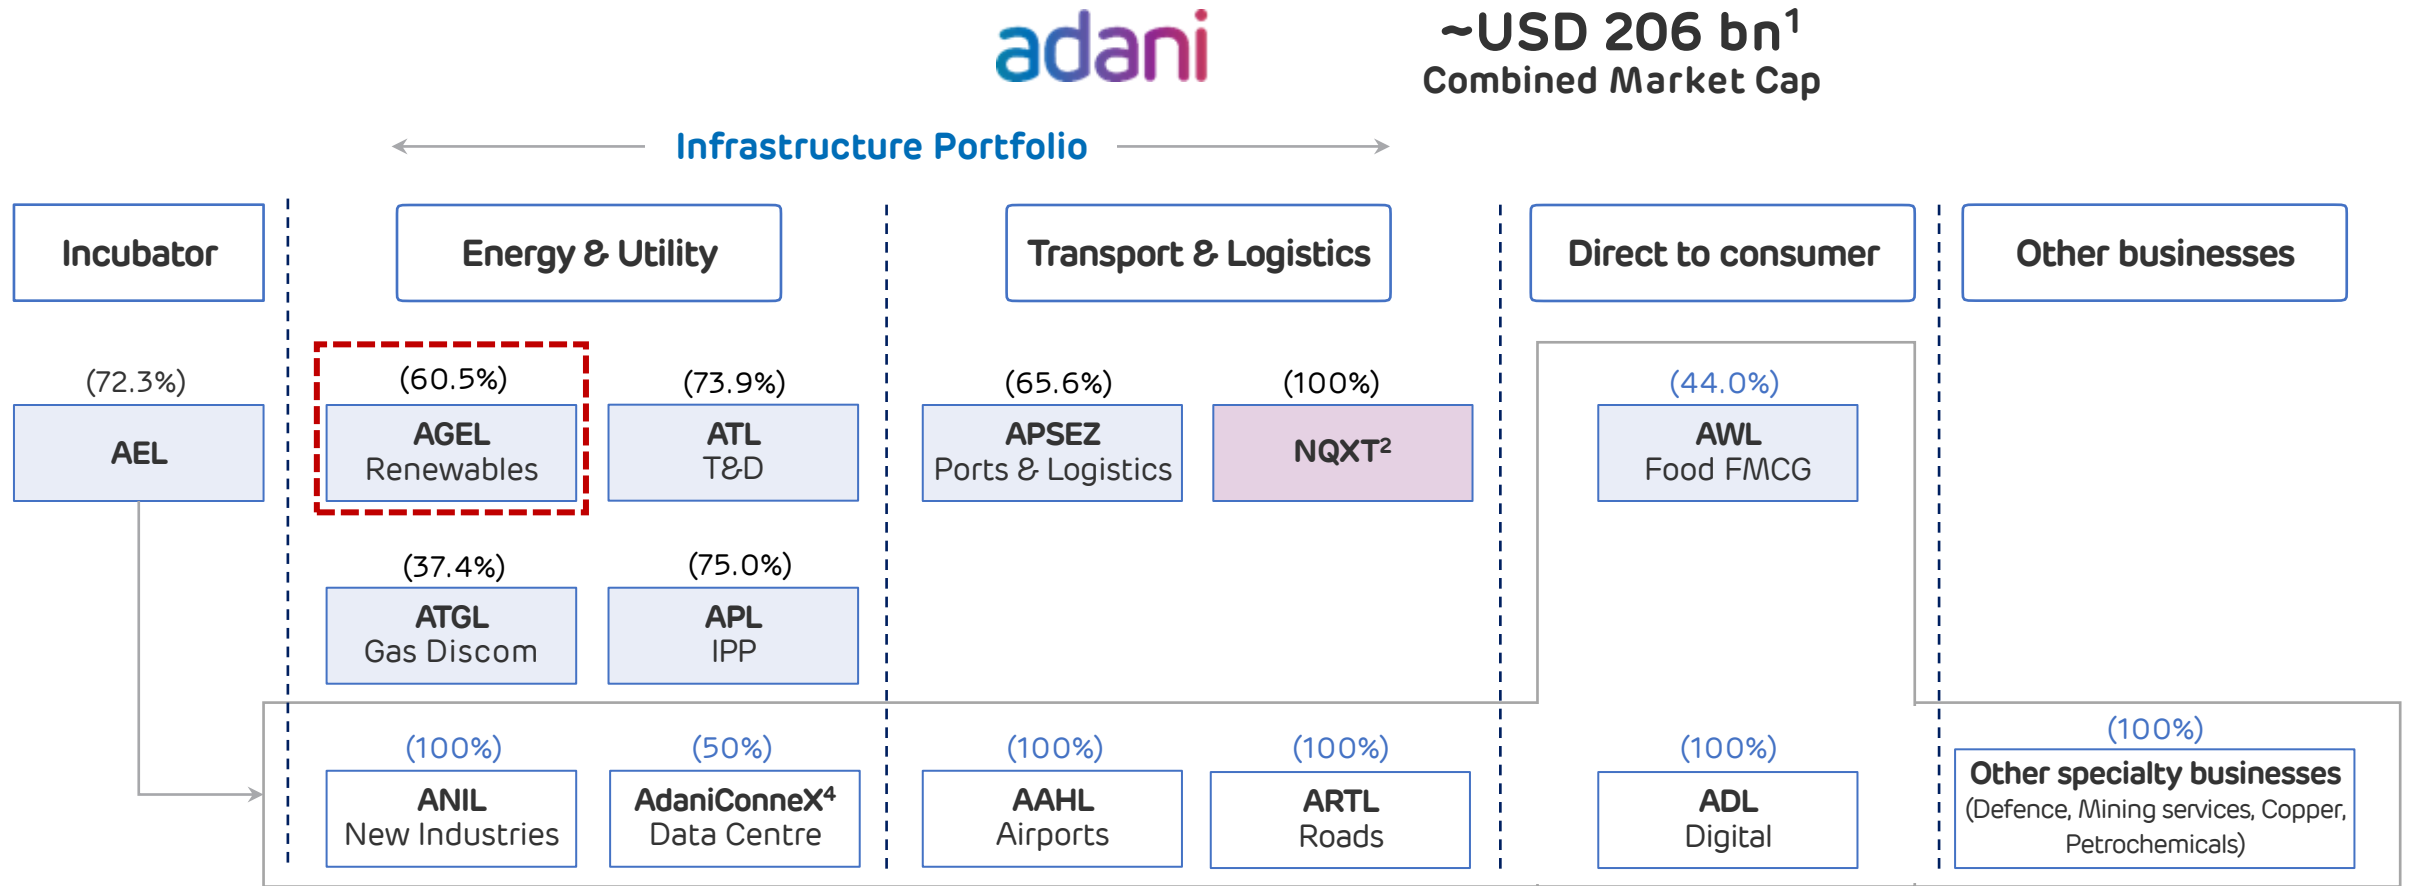 adani
~USD 206 bn¹
Combined Market Cap
Infrastructure Portfolio
Incubator
Energy & Utility
Transport & Logistics
Direct to consumer
Other businesses
(72.3%)
AEL
(60.5%)
AGEL
Renewables
(73.9%)
ATL
T&D
(65.6%)
APSEZ
Ports & Logistics
(100%)
NQXT²
(44.0%)
AWL
Food FMCG
(37.4%)
ATGL
Gas Discom
(75.0%)
APL
IPP
(100%)
ANIL
New Industries
(50%)
AdaniConneX⁴
Data Centre
(100%)
AAHL
Airports
(100%)
ARTL
Roads
(100%)
ADL
Digital
(100%)
Other specialty businesses
(Defence, Mining services, Copper,
Petrochemicals)